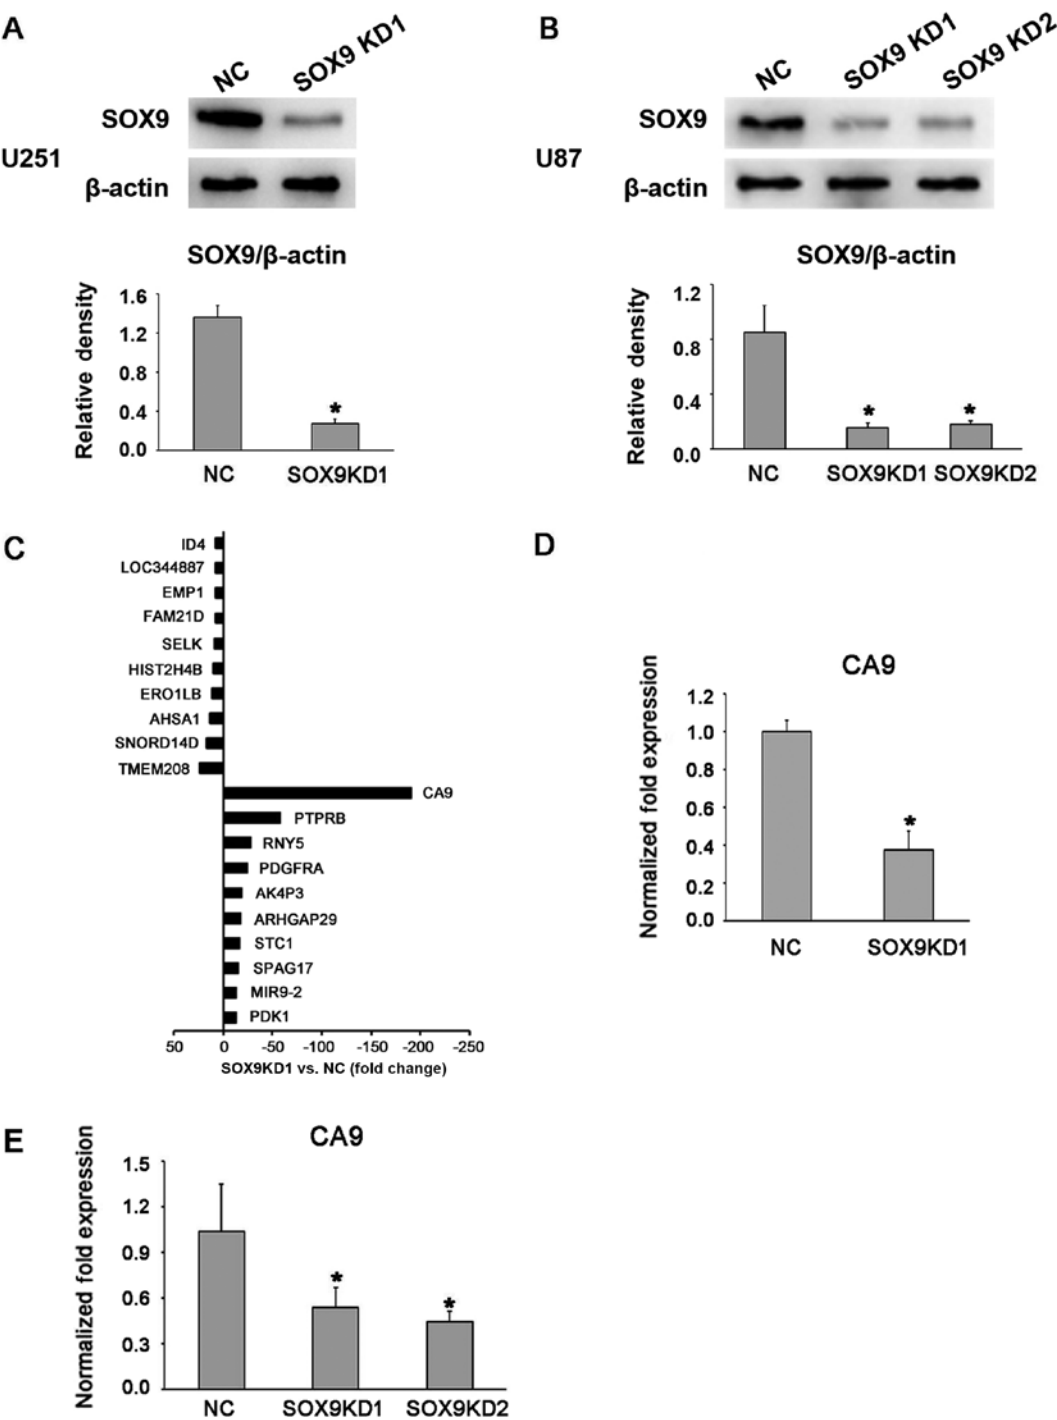 A
NC
SOX9 KD1
SOX9
U251
β-actin
SOX9/β-actin
Relative density
1.6
1.2
0.8
0.4
0.0
NC
SOX9KD1
B
NC
SOX9 KD1
SOX9 KD2
SOX9
U87
β-actin
SOX9/β-actin
Relative density
1.2
0.8
0.4
0.0
*
*
*
NC
SOX9KD1
SOX9KD2
C
ID4
LOC344887
EMP1
FAM21D
SELK
HIST2H4B
ERO1LB
AHSA1
SNORD14D
TMEM208
CA9
PTPRB
RNY5
PDGFRA
AK4P3
ARHGAP29
STC1
SPAG17
MIR9-2
PDK1
50 0 -50 -100 -150 -200 -250
SOX9KD1 vs. NC (fold change)
D
CA9
Normalized fold expression
1.2
1.0
0.8
0.6
0.4
0.2
0.0
*
NC
SOX9KD1
E
CA9
Normalized fold expression
1.5
1.2
0.9
0.6
0.3
0.0
*
*
NC
SOX9KD1
SOX9KD2